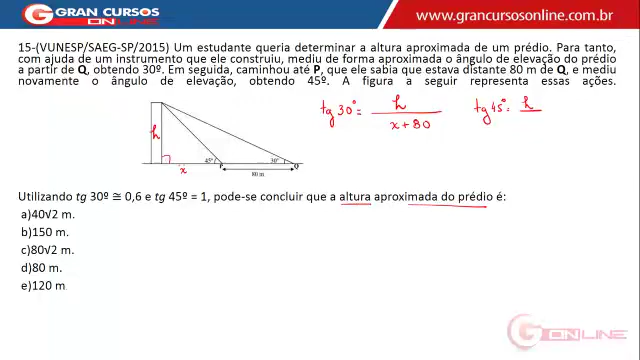 GRAN CURSOS
ONLINE
www.grancursosonline.com.br
15-(VUNESP/SAEG-SP/2015) Um estudante queria determinar a altura aproximada de um prédio. Para tanto,
com ajuda de um instrumento que ele construiu, mediu de forma aproximada o ângulo de elevação do prédio
a partir de Q, obtendo 30º. Em seguida, caminhou até P, que ele sabia que estava distante 80 m de Q, e mediu
novamente o ângulo de elevação, obtendo 45º. A figura a seguir representa essas ações.
tg 30° = h / x + 80
tg 45° = h
h
x
45º
P
30º
Q
80 m
Utilizando tg 30º ≅ 0,6 e tg 45º = 1, pode-se concluir que a altura aproximada do prédio é:
a)40√2 m.
b)150 m.
c)80√2 m.
d)80 m.
e)120 m
G ONLINE